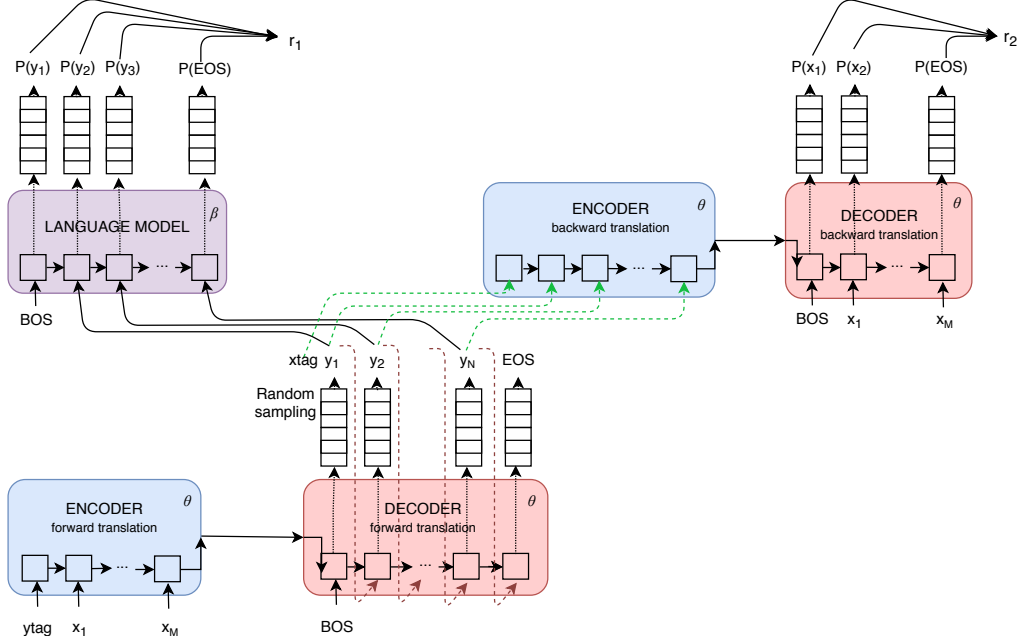 r1
r2
P(y1) P(y2) P(y3) P(EOS)
P(x1) P(x2) P(EOS)
β
LANGUAGE MODEL
...
BOS
ENCODER θ
backward translation
...
DECODER θ
backward translation
...
BOS x1 xM
xtag y1 y2 yN EOS
Random
sampling
ENCODER θ
forward translation
...
DECODER θ
forward translation
...
ytag x1 xM
BOS